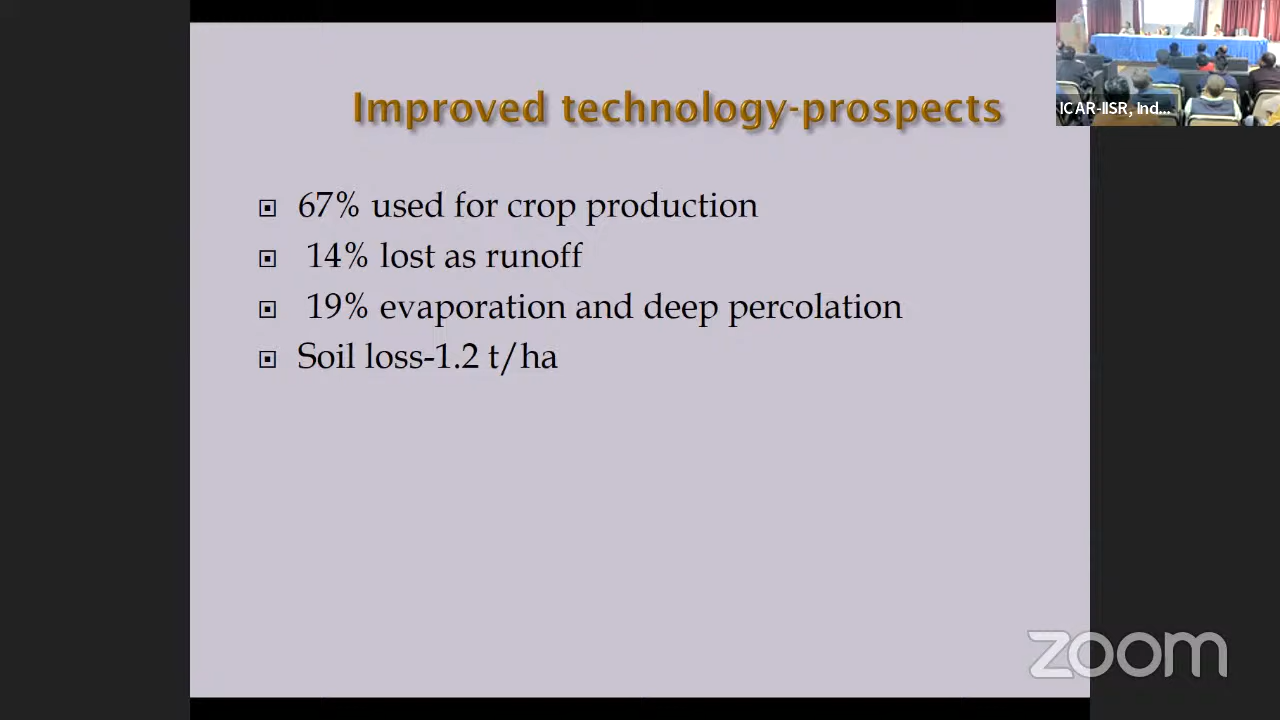 Improved technology-prospects
ICAR-IISR, Ind...
67% used for crop production
14% lost as runoff
19% evaporation and deep percolation
Soil loss-1.2 t/ha
zoom